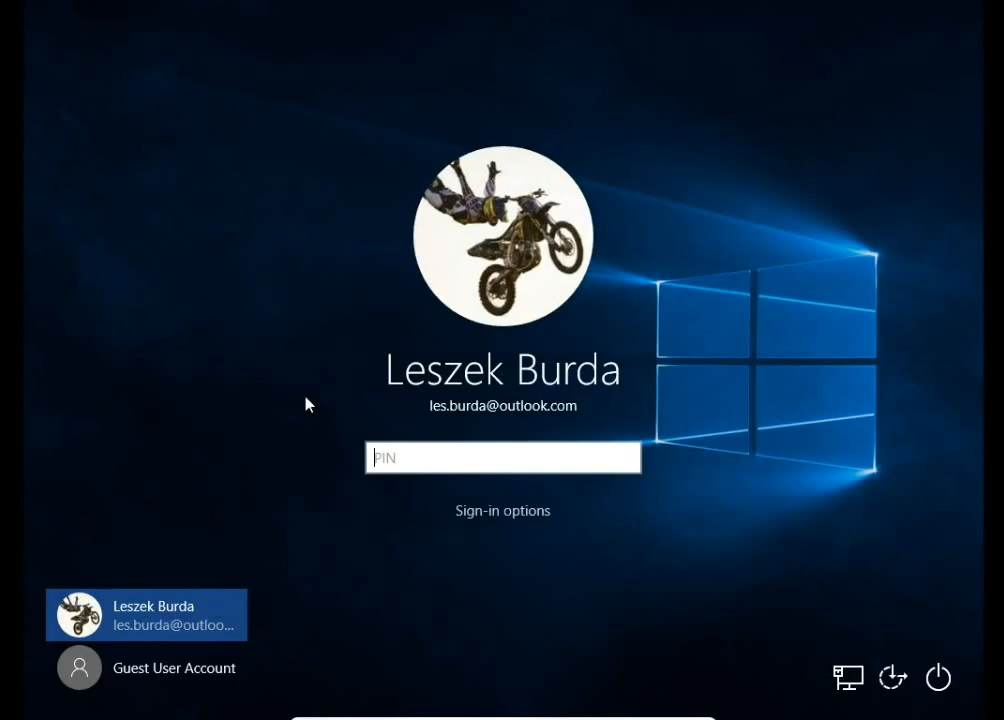 Leszek Burda
les.burda@outlook.com
PIN
Sign-in options
Leszek Burda
les.burda@outloo...
Guest User Account